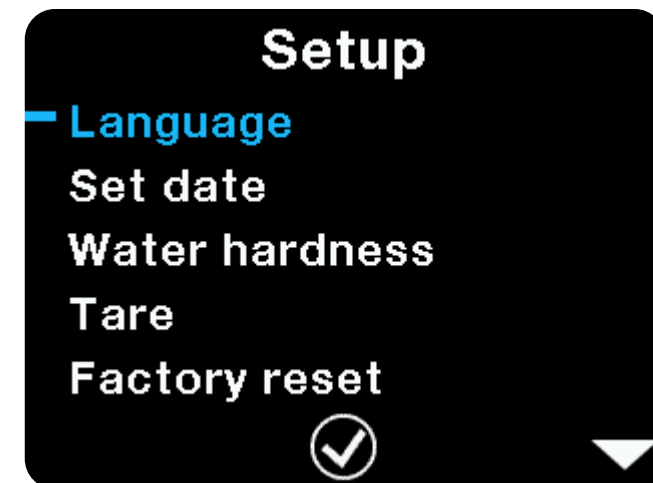 Setup
Language
Set date
Water hardness
Tare
Factory reset